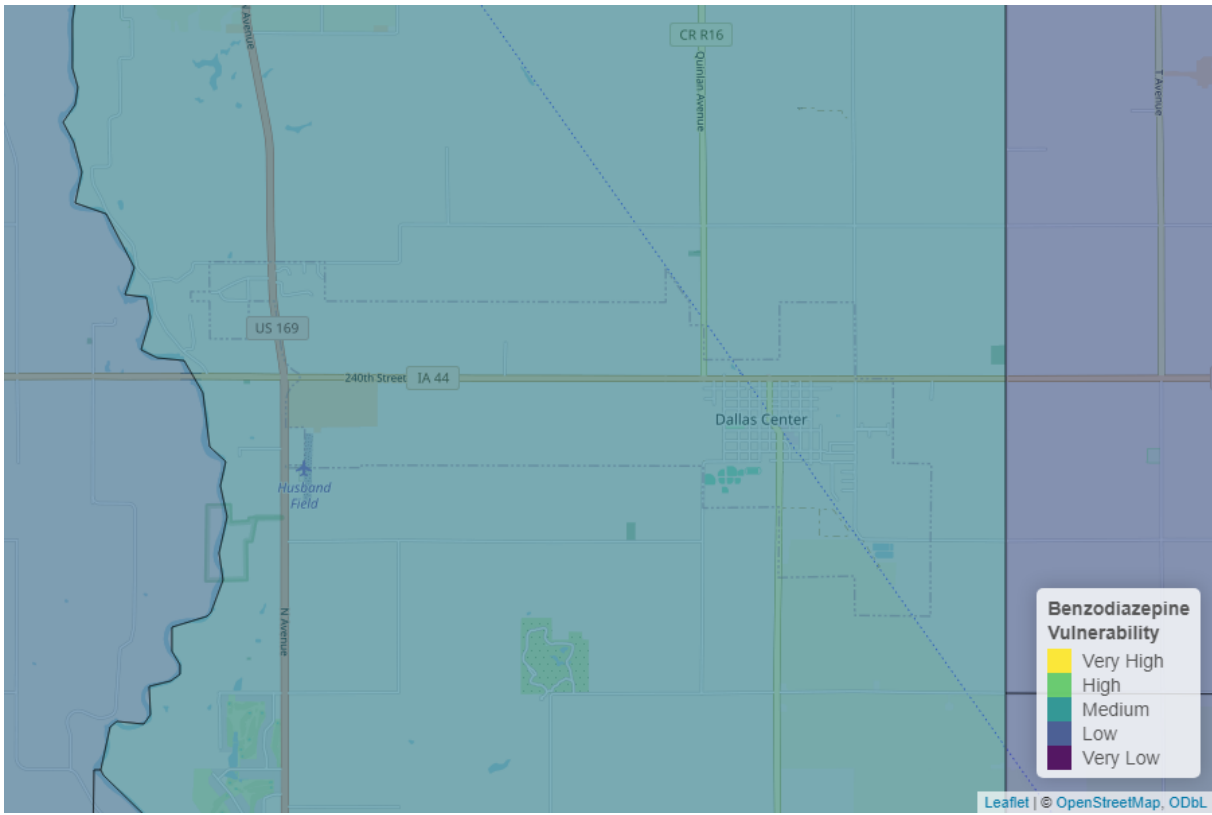 N Avenue
CR R16
Quinlan Avenue
T Avenue
US 169
240th Street
IA 44
Dallas Center
Husband
Field
N Avenue
Benzodiazepine
Vulnerability
Very High
High
Medium
Low
Very Low
Leaflet | © OpenStreetMap, ODbL